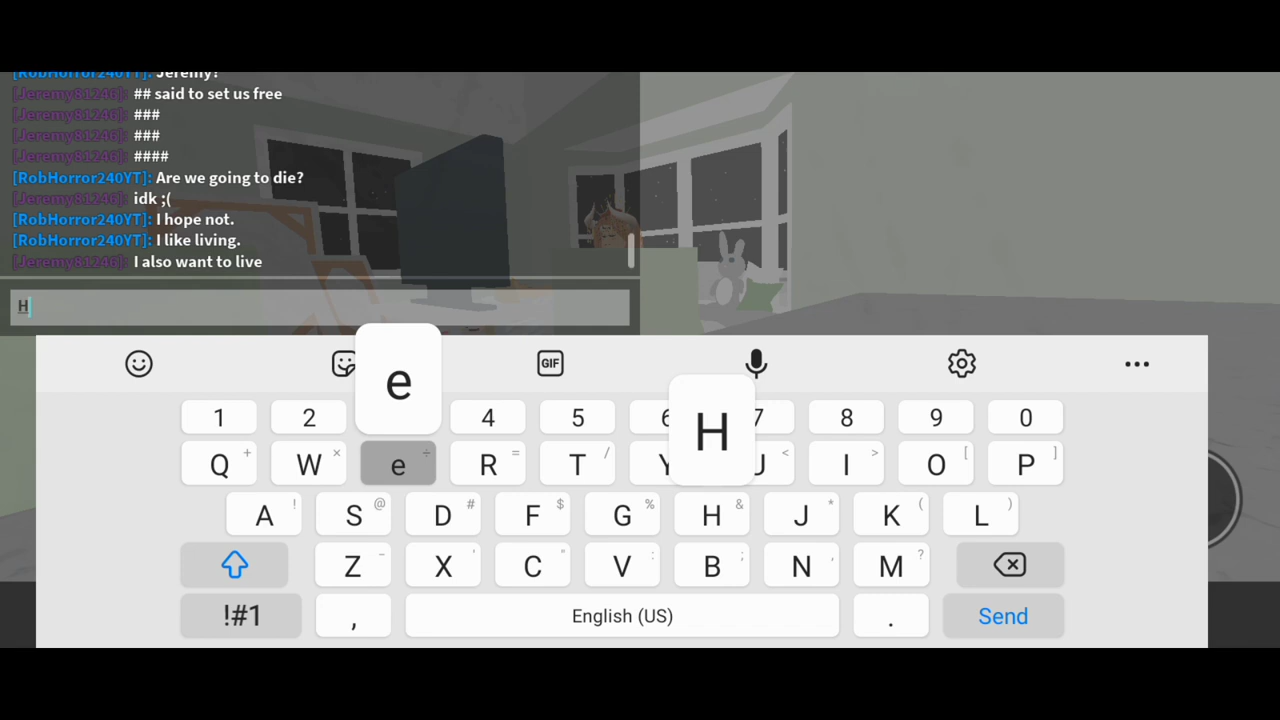 [RobHorror240YT]: Jeremy?
[Jeremy81246]: ## said to set us free
[Jeremy81246]: ###
[Jeremy81246]: ###
[Jeremy81246]: ####
[RobHorror240YT]: Are we going to die?
[Jeremy81246]: idk ;(
[RobHorror240YT]: I hope not.
[RobHorror240YT]: I like living.
[Jeremy81246]: I also want to live
H
GIF
e
H
1 2 4 5 6 7 8 9 0
Q + W × e ÷ R = T / Y U < I > O [ P ]
A ! S @ D # F $ G % H & J * K ( L )
Z - X ' C " V : B ; N , M ?
!#1 , English (US) . Send